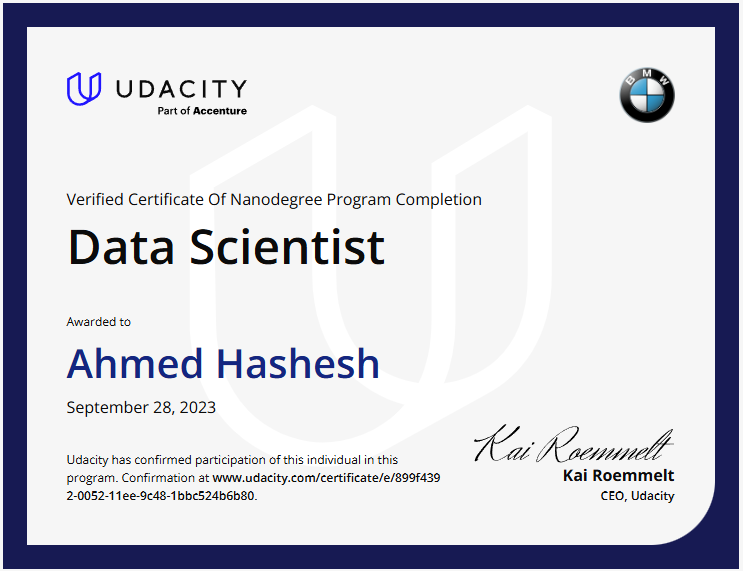 UDACITY
Part of Accenture
BMW
Verified Certificate Of Nanodegree Program Completion
Data Scientist
Awarded to
Ahmed Hashesh
September 28, 2023
Udacity has confirmed participation of this individual in this
program. Confirmation at www.udacity.com/certificate/e/899f439
2-0052-11ee-9c48-1bbc524b6b80.
Kai Roemmelt
Kai Roemmelt
CEO, Udacity